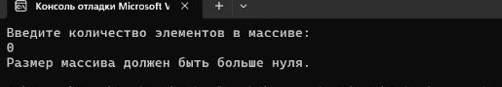 Консоль отладки Microsoft V
Введите количество элементов в массиве:
0
Размер массива должен быть больше нуля.